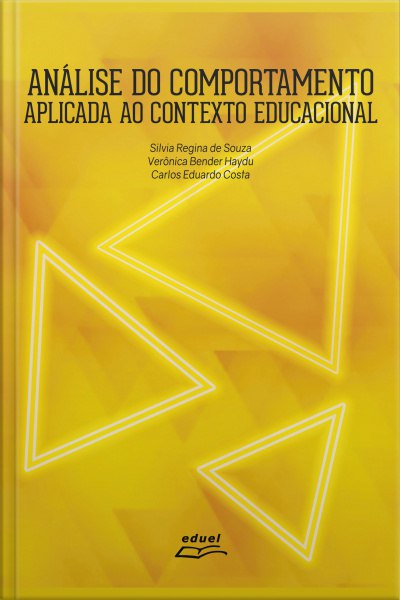 ANÁLISE DO COMPORTAMENTO
APLICADA AO CONTEXTO EDUCACIONAL
Silvia Regina de Souza
Verônica Bender Haydu
Carlos Eduardo Costa
eduel